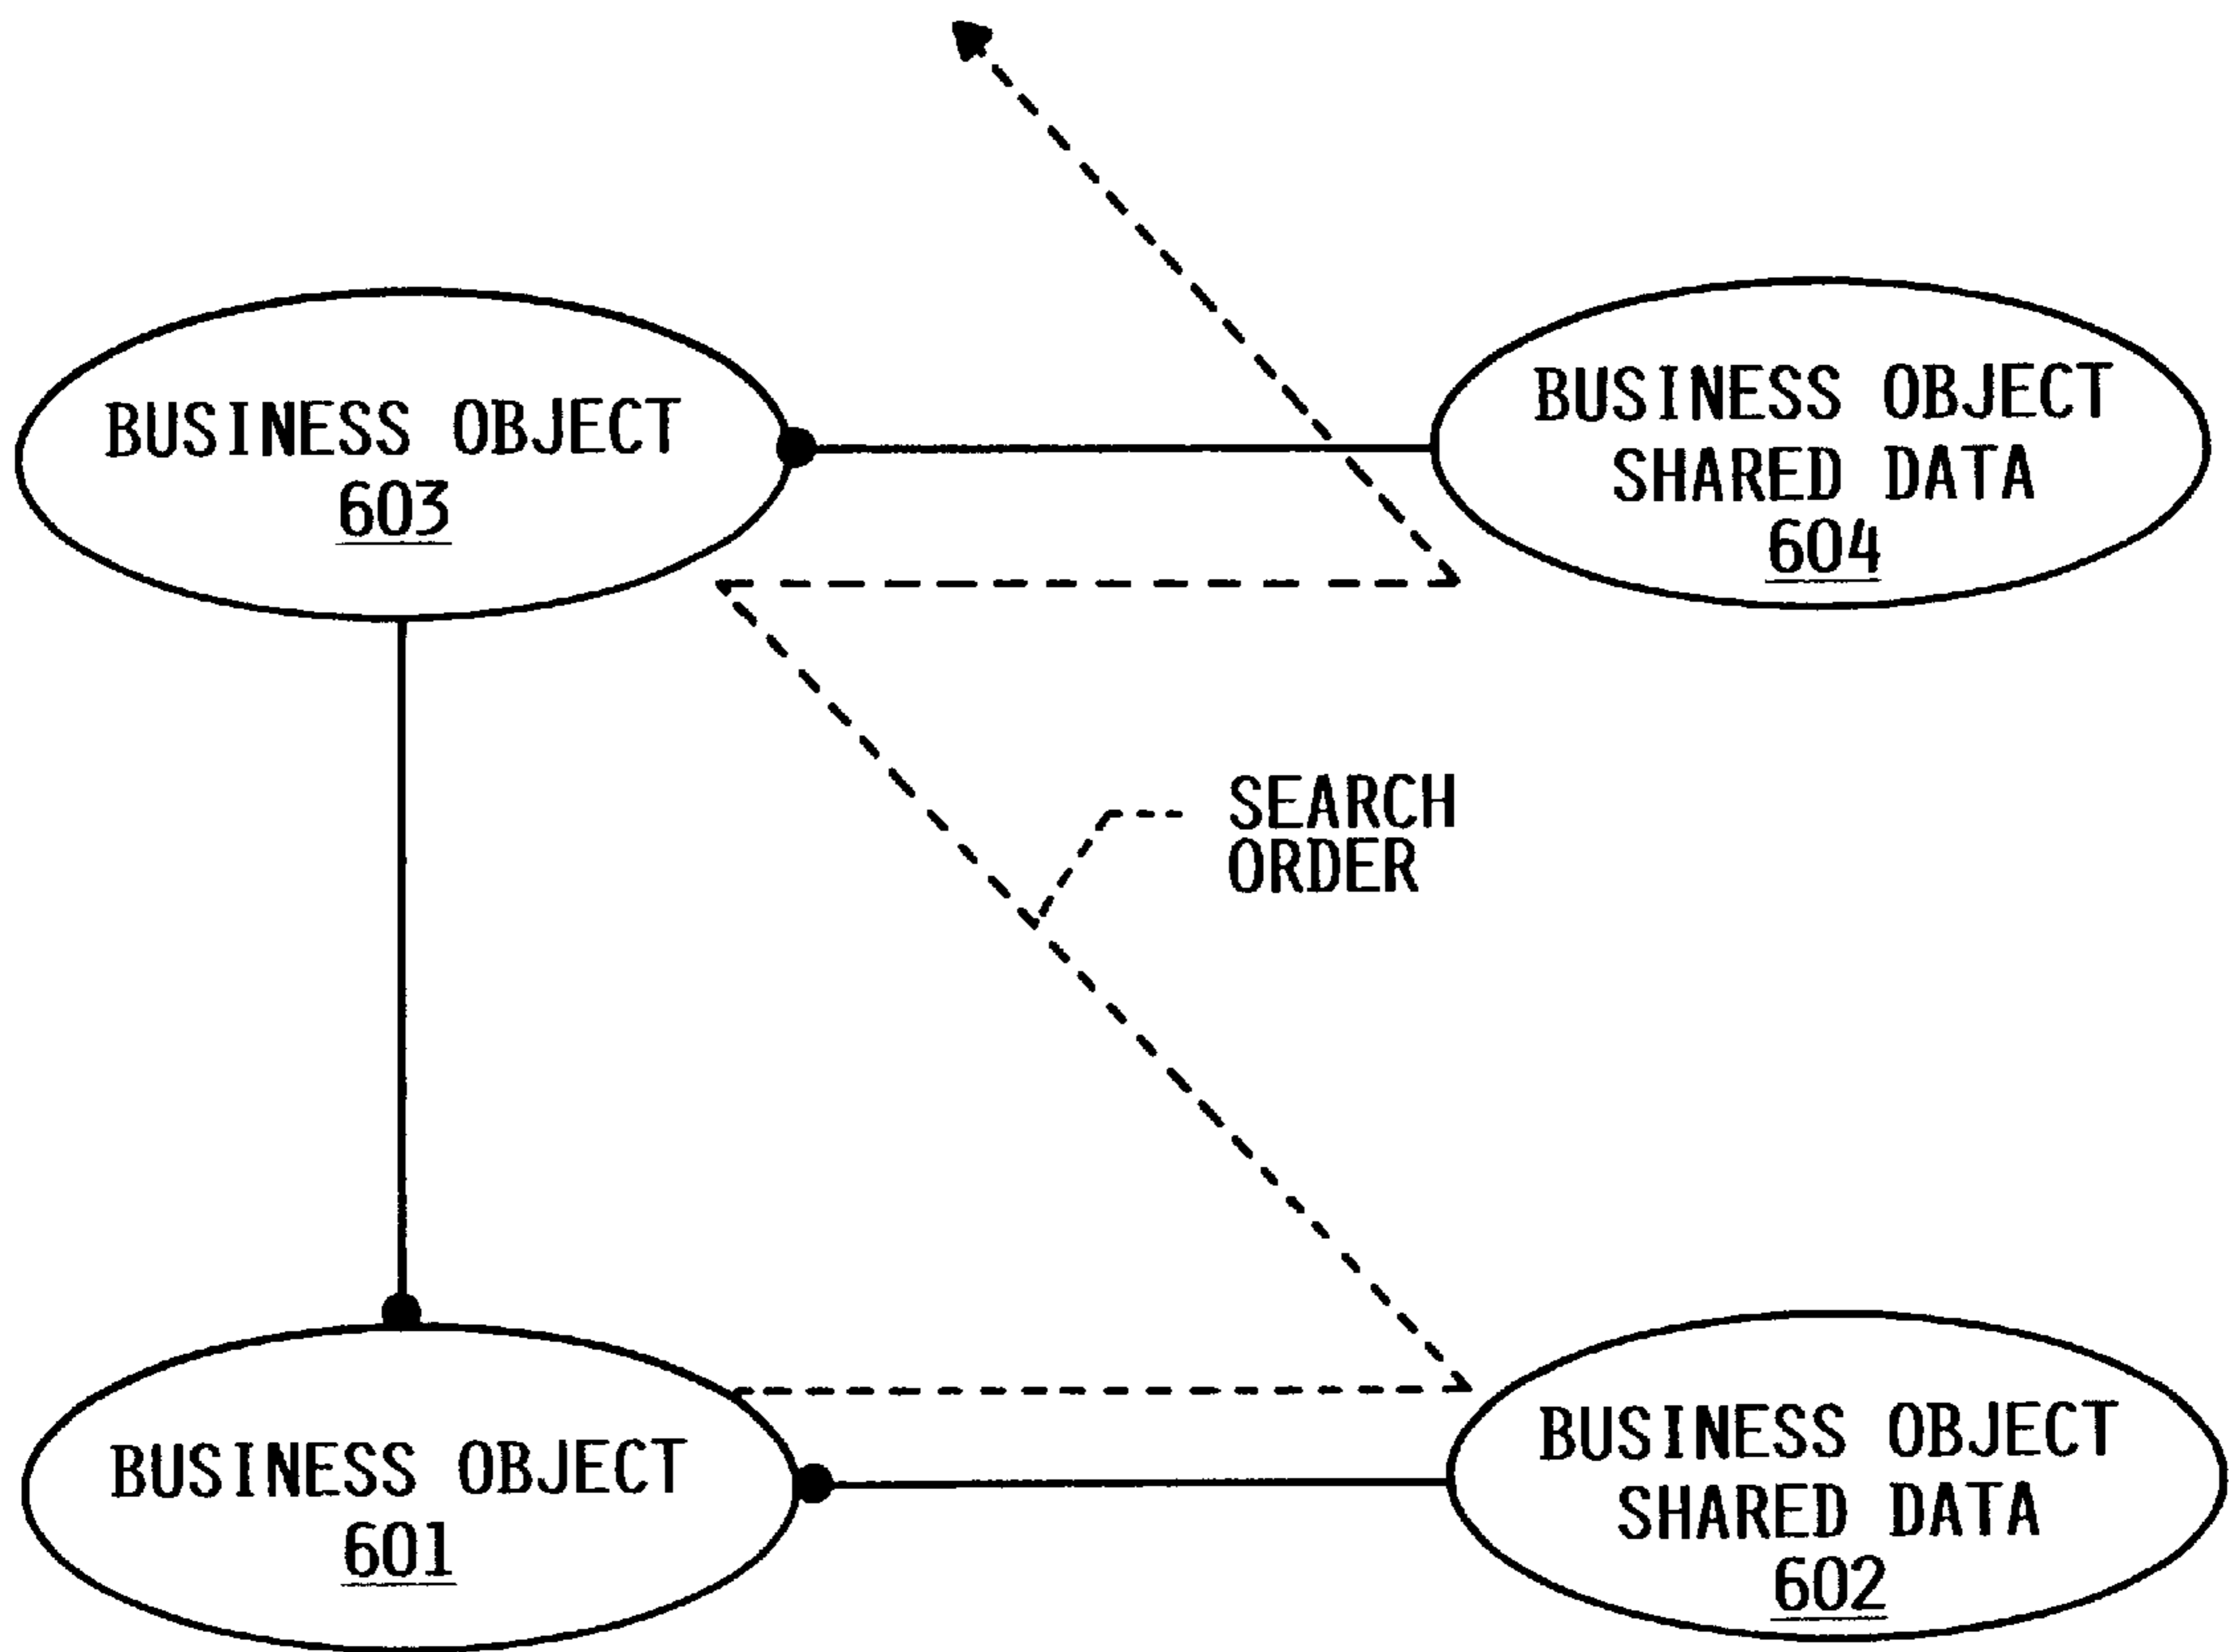 BUSINESS OBJECT
603
BUSINESS OBJECT
SHARED DATA
604
SEARCH
ORDER
BUSINESS OBJECT
601
BUSINESS OBJECT
SHARED DATA
602